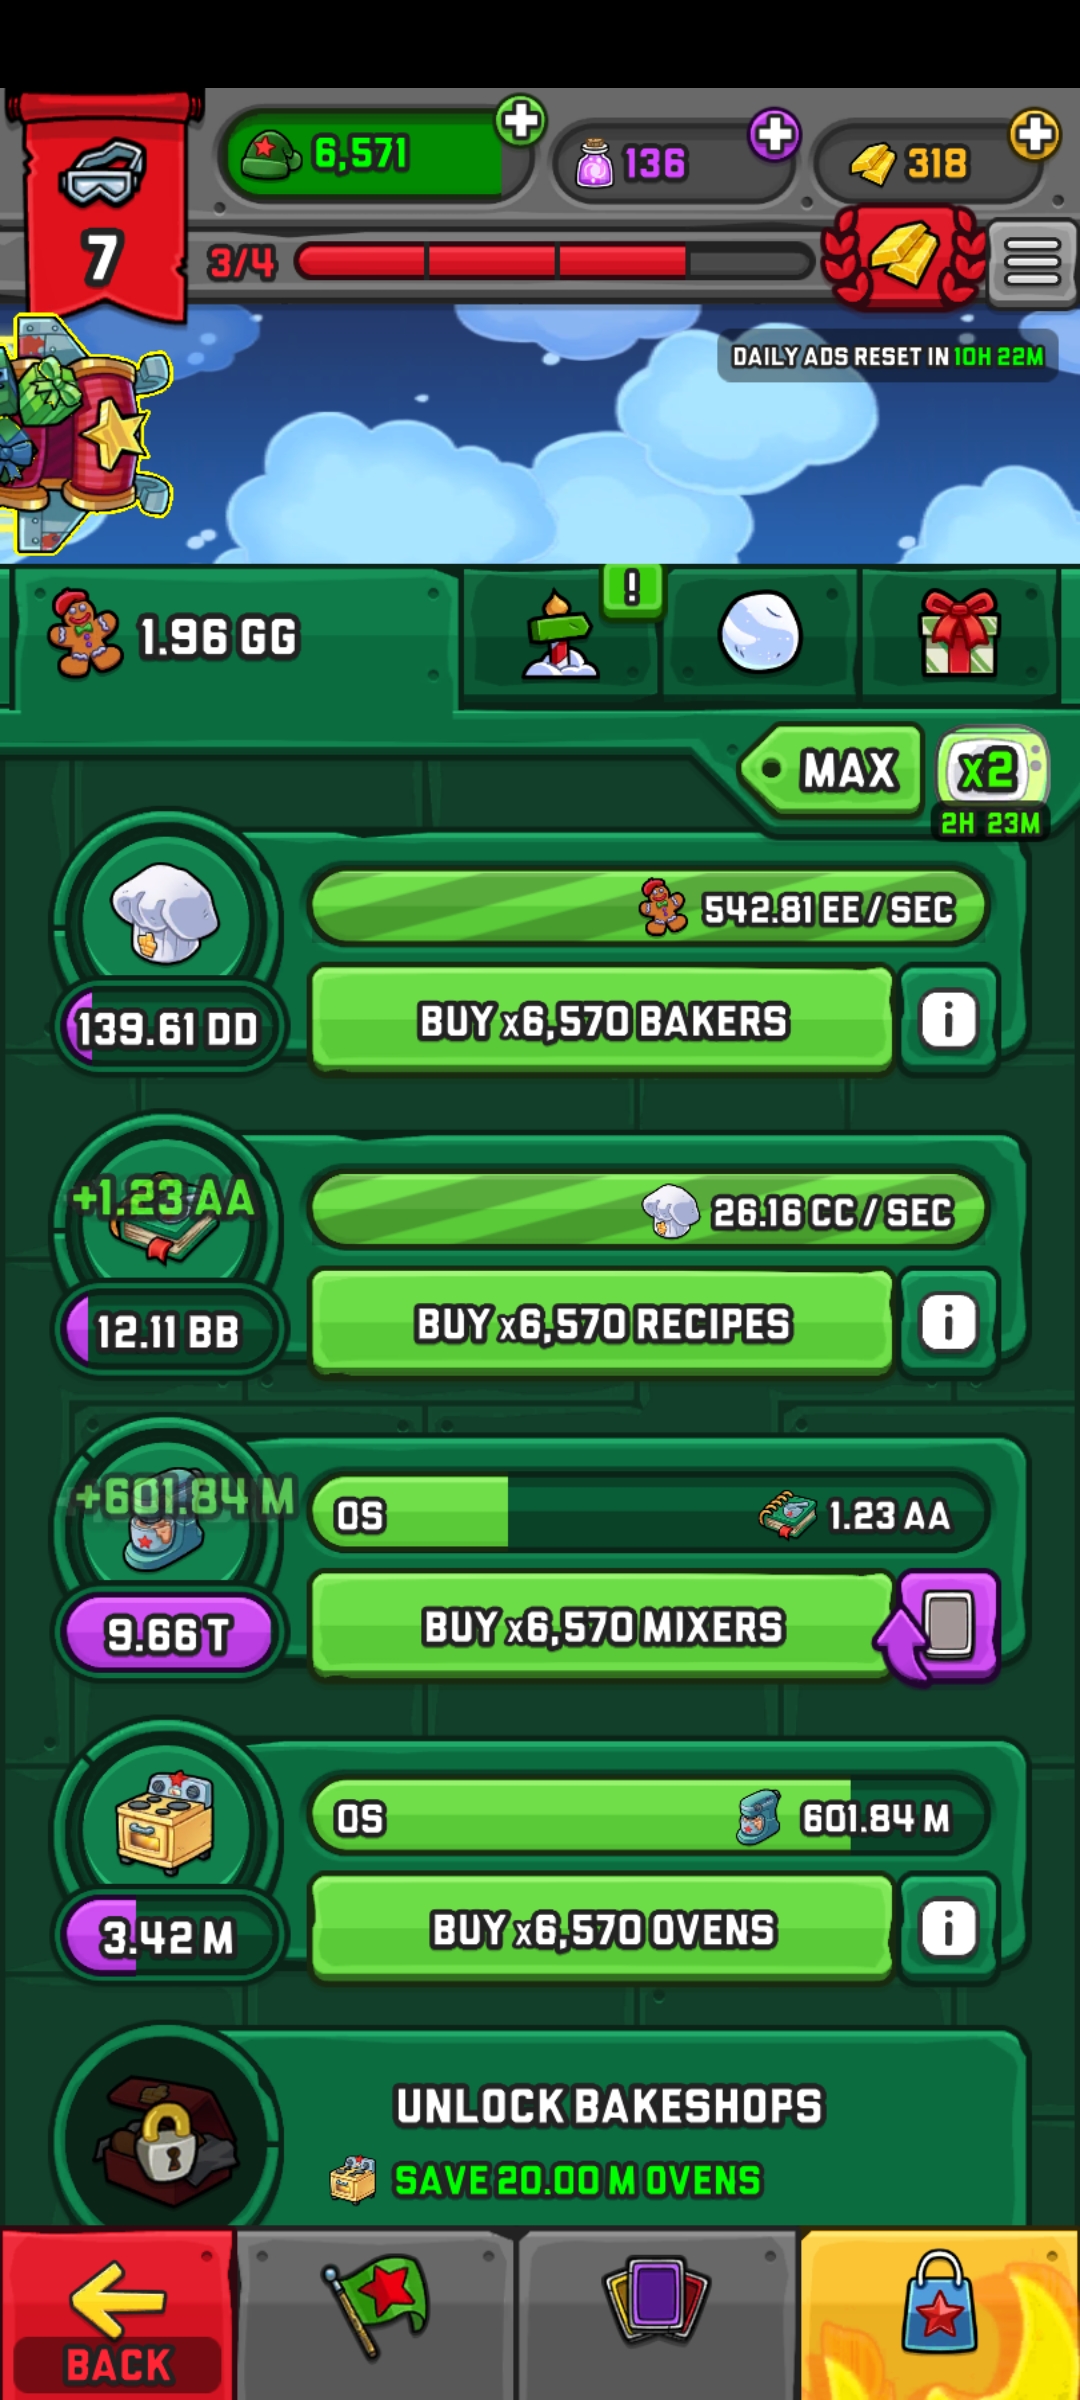 6,571
136
318
7
3/4
DAILY ADS RESET IN 10H 22M
!
1.96 GG
MAX
x2
2H 23M
542.81 EE / SEC
139.61 DD
BUY x6,570 BAKERS
i
+1.23 AA
26.16 CC / SEC
12.11 BB
BUY x6,570 RECIPES
i
+601.84 M
0S
1.23 AA
9.66 T
BUY x6,570 MIXERS
0S
601.84 M
3.42 M
BUY x6,570 OVENS
i
UNLOCK BAKESHOPS
SAVE 20.00 M OVENS
BACK